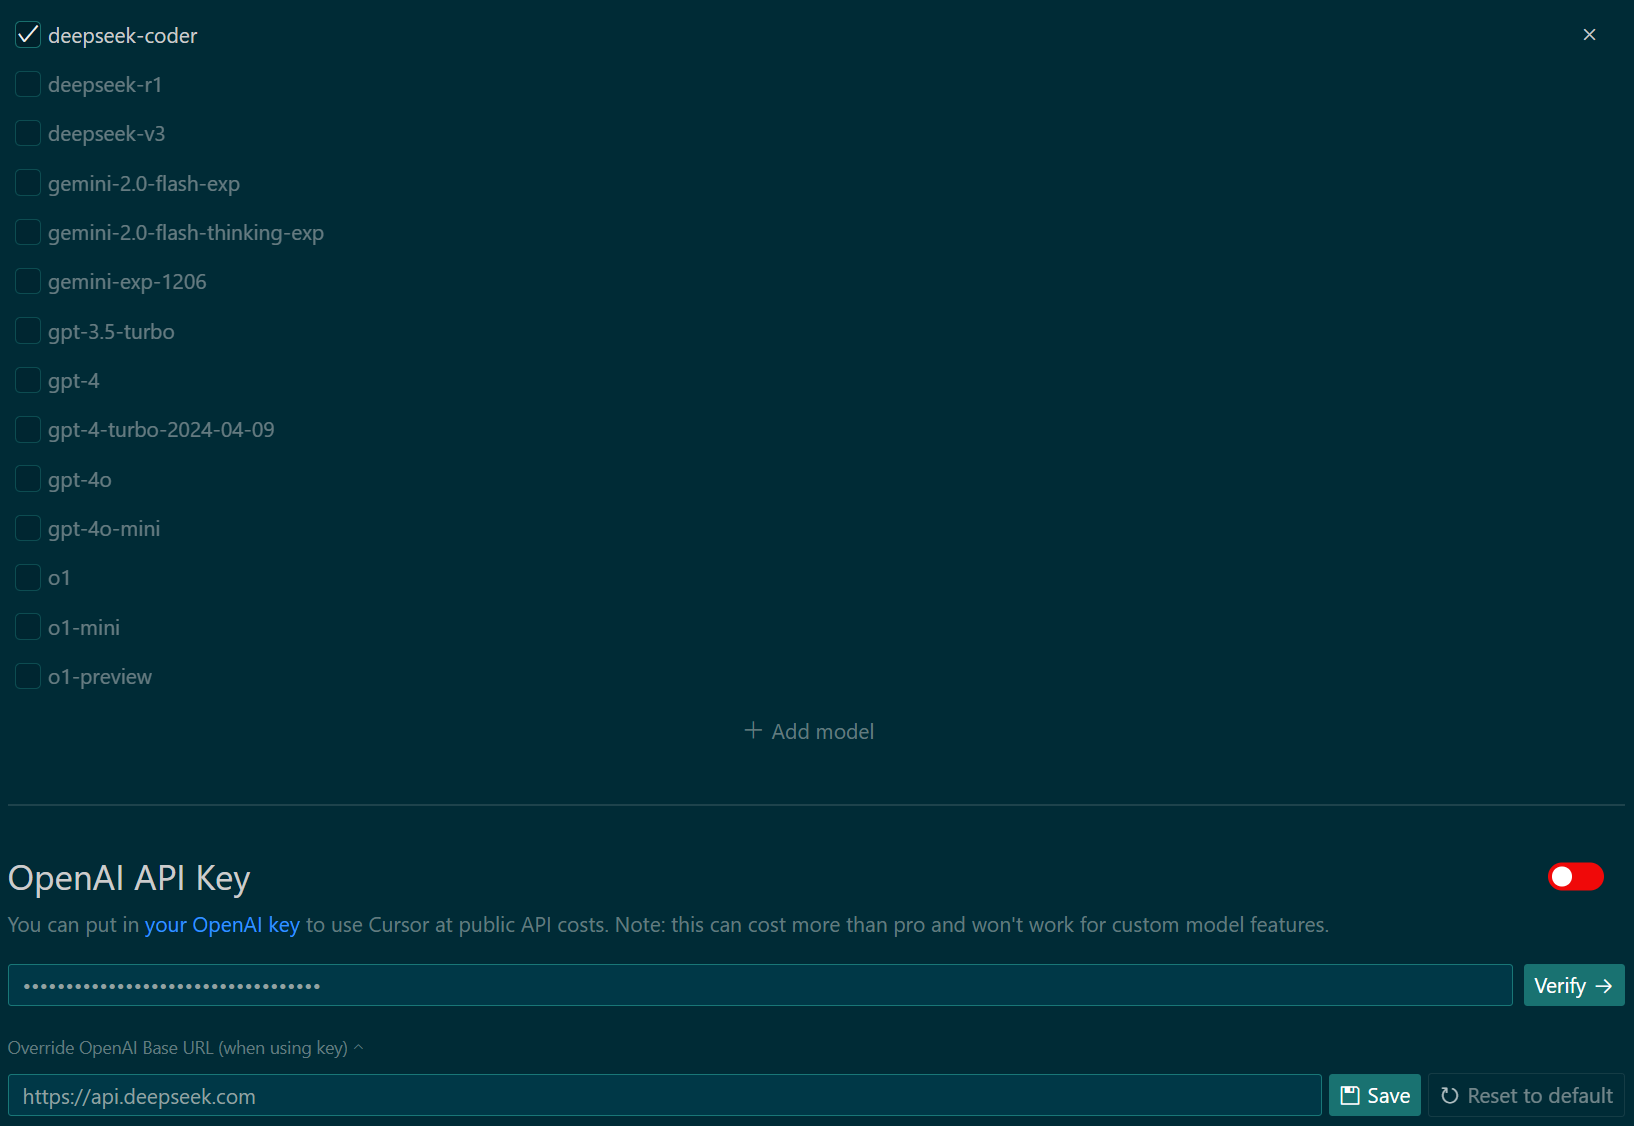 deepseek-coder
deepseek-r1
deepseek-v3
gemini-2.0-flash-exp
gemini-2.0-flash-thinking-exp
gemini-exp-1206
gpt-3.5-turbo
gpt-4
gpt-4-turbo-2024-04-09
gpt-4o
gpt-4o-mini
o1
o1-mini
o1-preview
+ Add model
OpenAI API Key
You can put in your OpenAI key to use Cursor at public API costs. Note: this can cost more than pro and won't work for custom model features.
•••••••••••••••••••••••••••••••••••
Verify →
Override OpenAI Base URL (when using key) ^
https://api.deepseek.com
Save
Reset to default